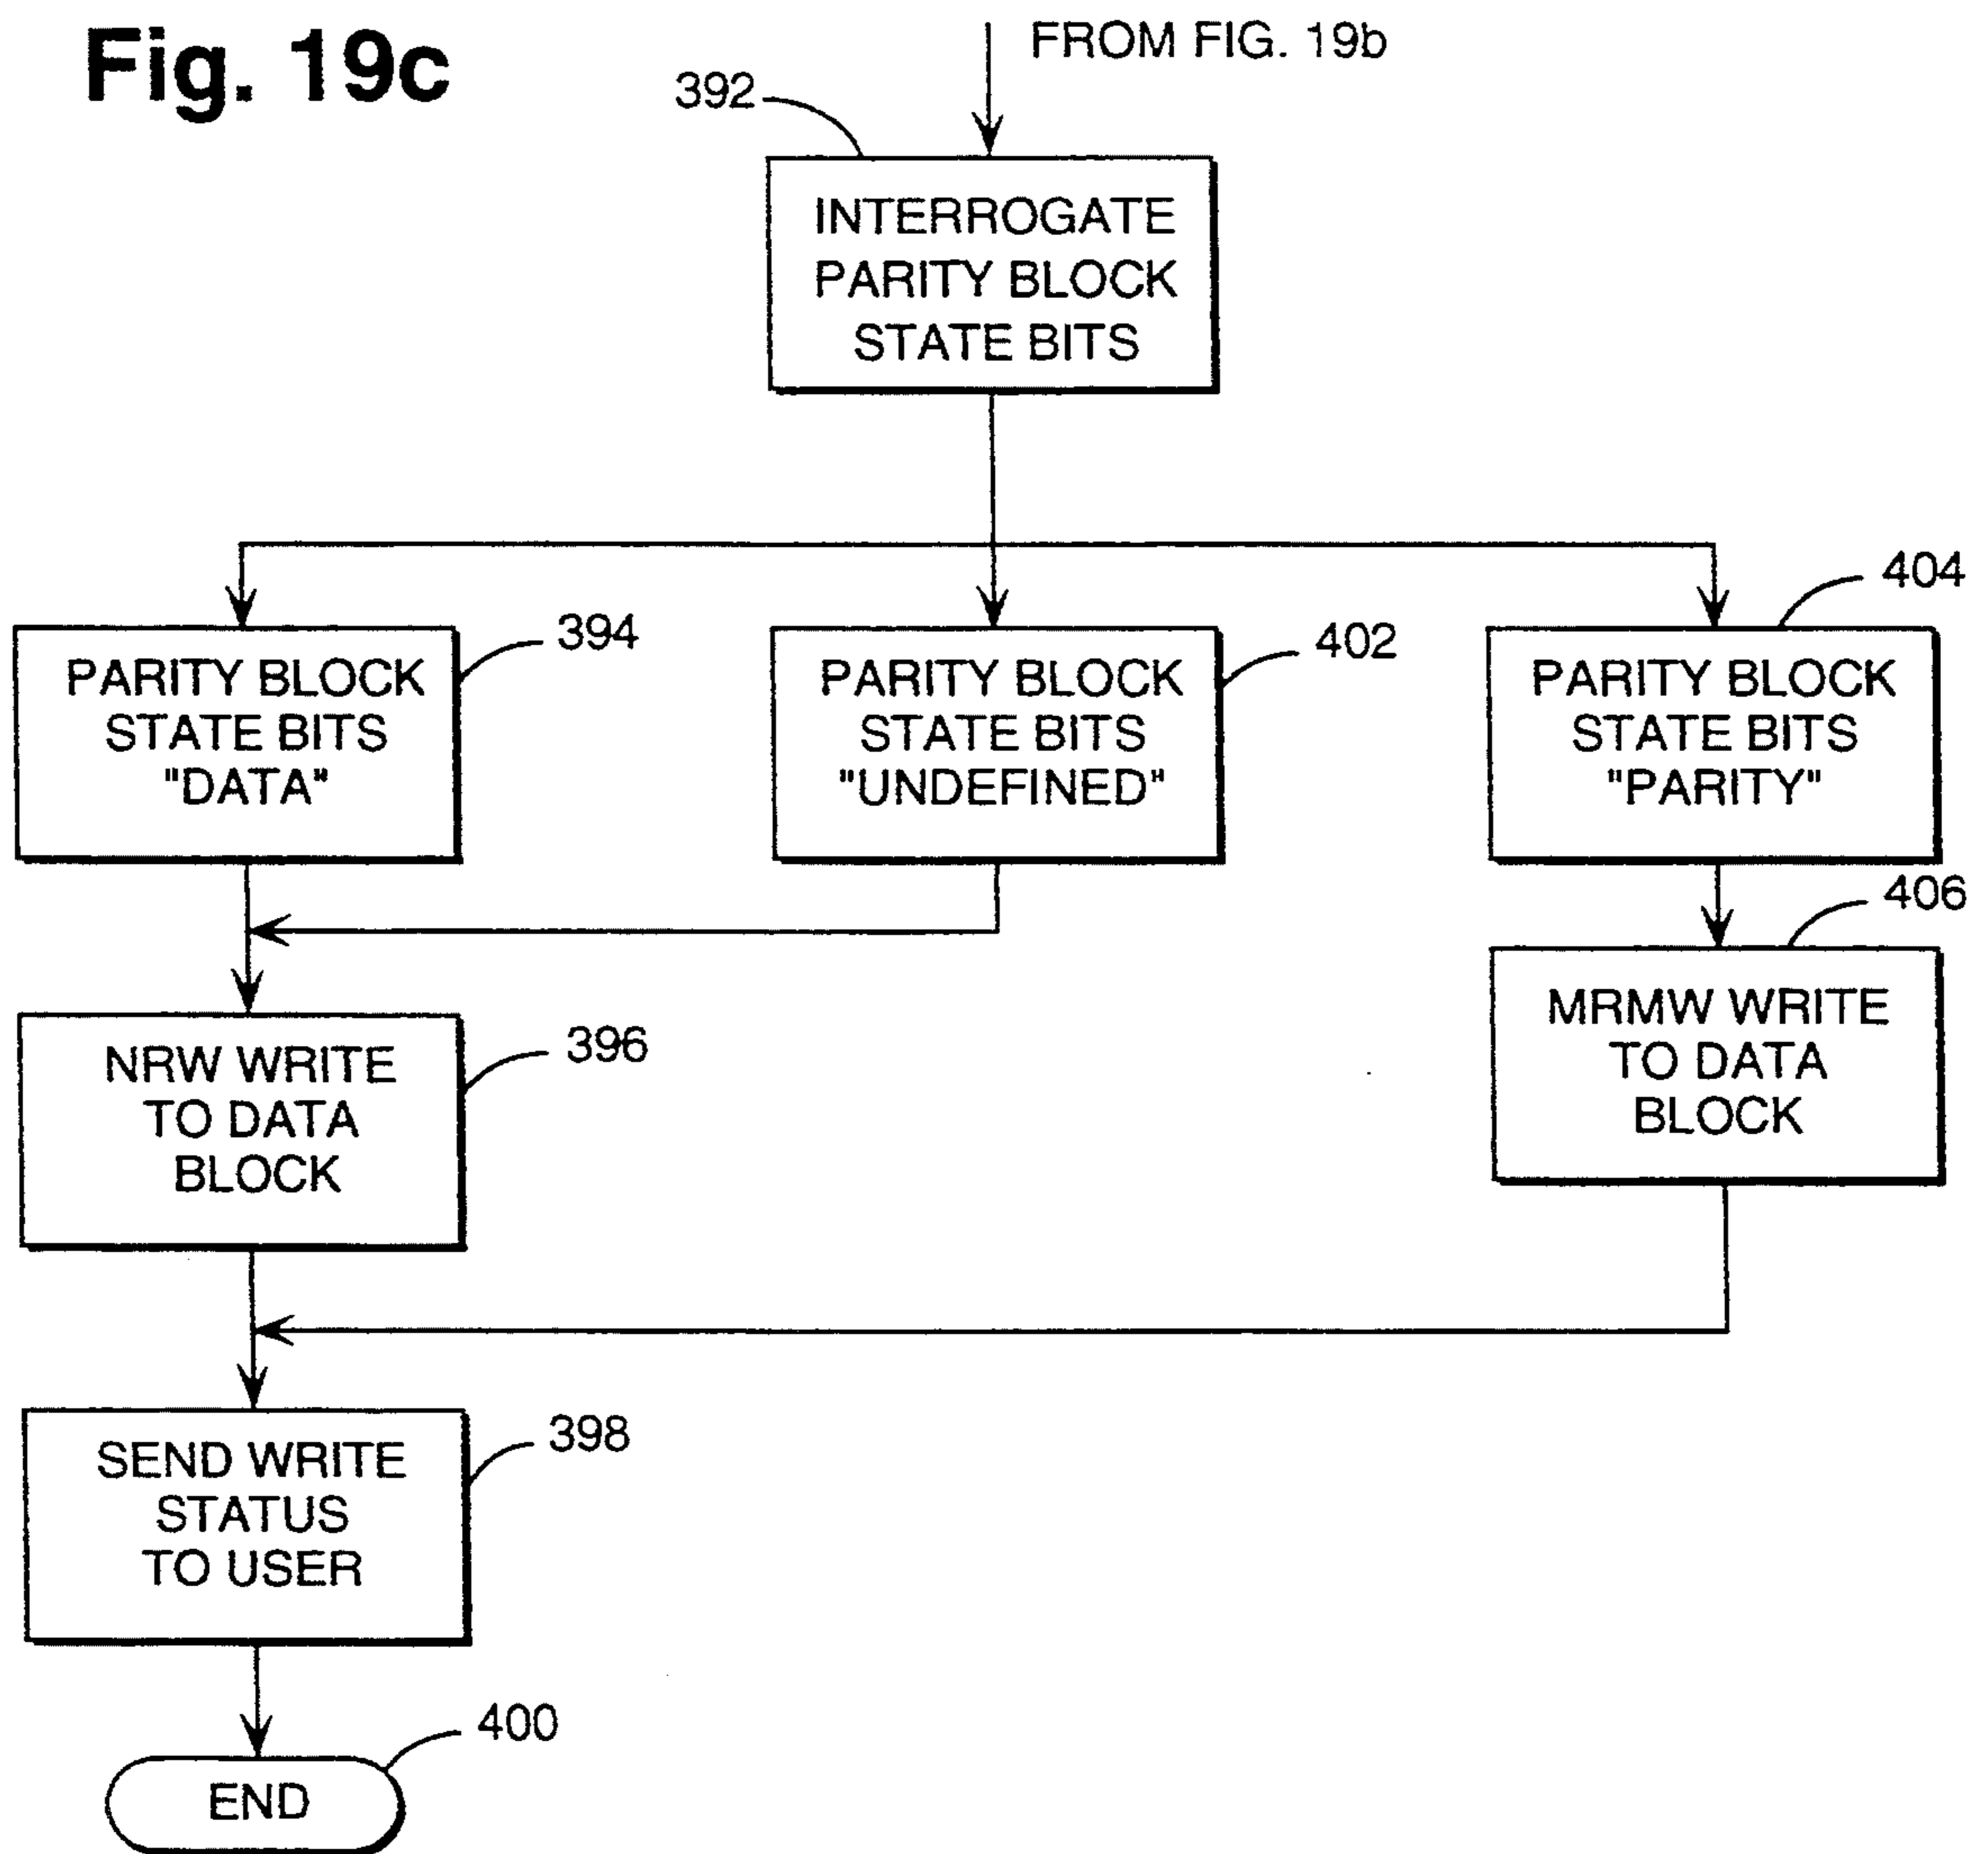 Fig. 19c
FROM FIG. 19b
392
INTERROGATE
PARITY BLOCK
STATE BITS
394
PARITY BLOCK
STATE BITS
"DATA"
402
PARITY BLOCK
STATE BITS
"UNDEFINED"
404
PARITY BLOCK
STATE BITS
"PARITY"
396
NRW WRITE
TO DATA
BLOCK
406
MRMW WRITE
TO DATA
BLOCK
398
SEND WRITE
STATUS
TO USER
400
END